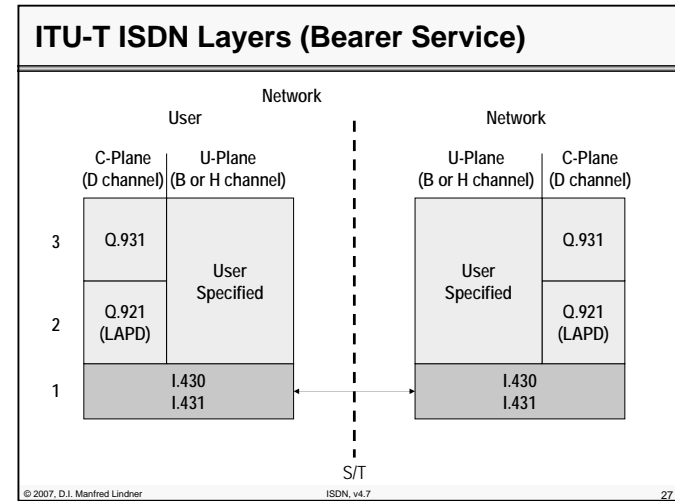 ITU-T ISDN Layers (Bearer Service)
Network
User
Network
C-Plane
(D channel)
U-Plane
(B or H channel)
U-Plane
(B or H channel)
C-Plane
(D channel)
3
Q.931
User
Specified
User
Specified
Q.931
2
Q.921
(LAPD)
Q.921
(LAPD)
1
I.430
I.431
I.430
I.431
S/T
© 2007, D.I. Manfred Lindner
ISDN, v4.7
27